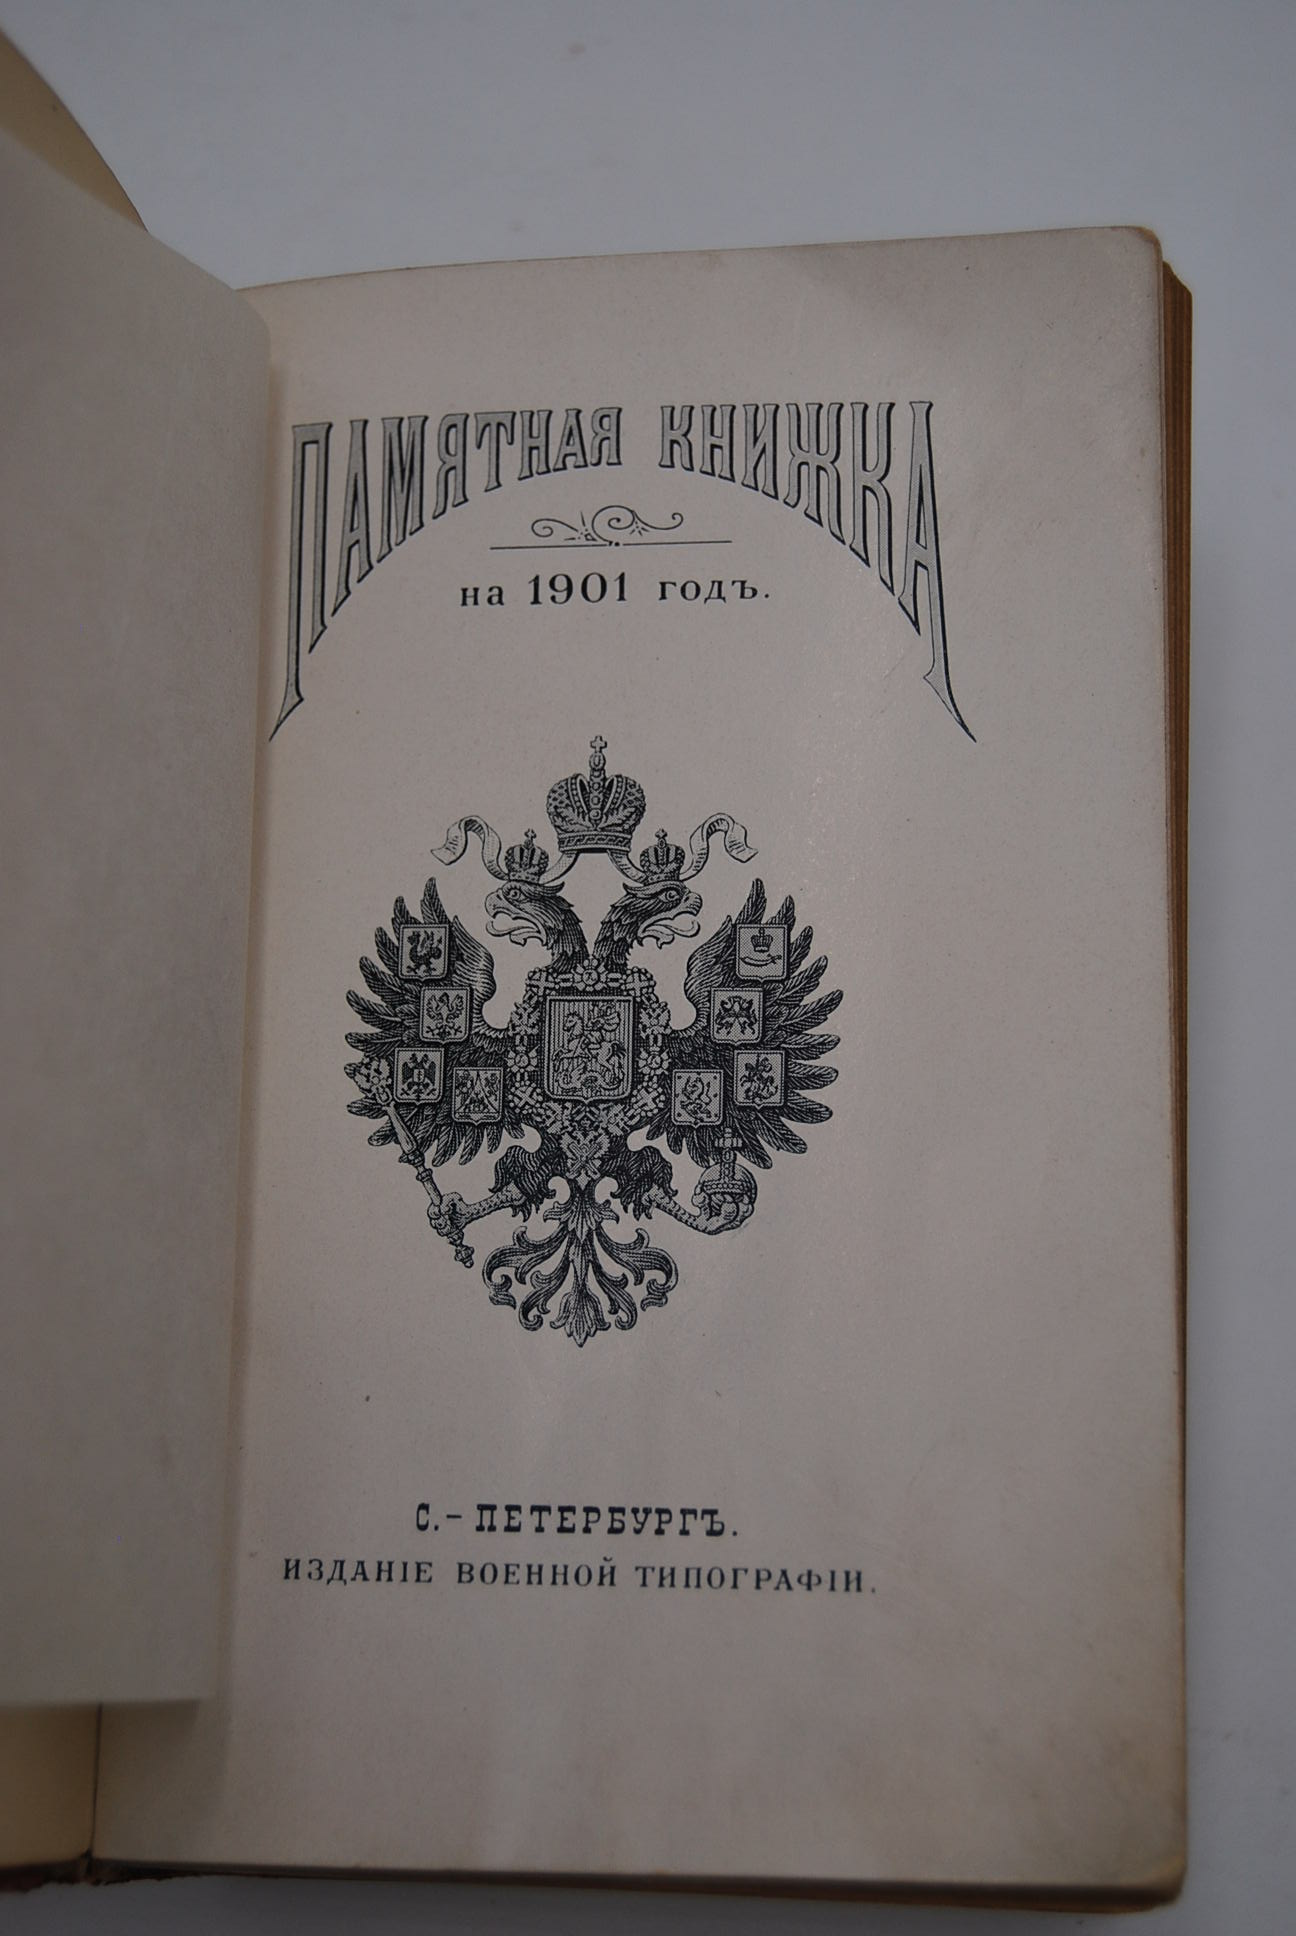 ПАМЯТНАЯ КНИЖКА
на 1901 годъ.
С.-ПЕТЕРБУРГЪ.
ИЗДАНІЕ ВОЕННОЙ ТИПОГРАФІИ.